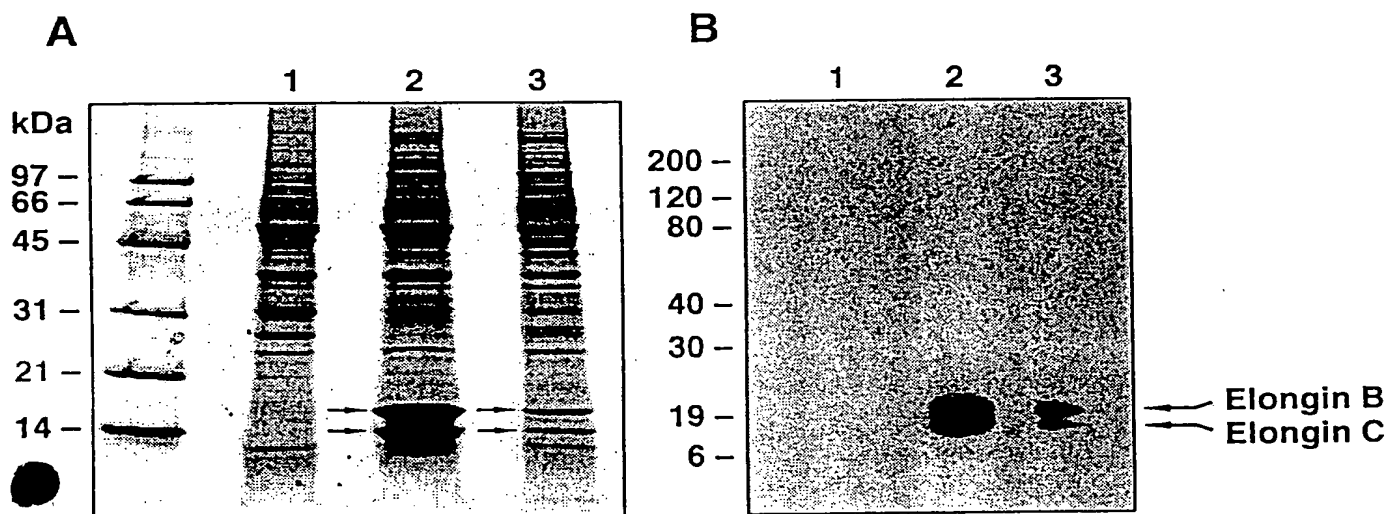 A
1 2 3
kDa
97 –
66 –
45 –
31 –
21 –
14 –
B
1 2 3
200 –
120 –
80 –
40 –
30 –
19 –
6 –
Elongin B
Elongin C